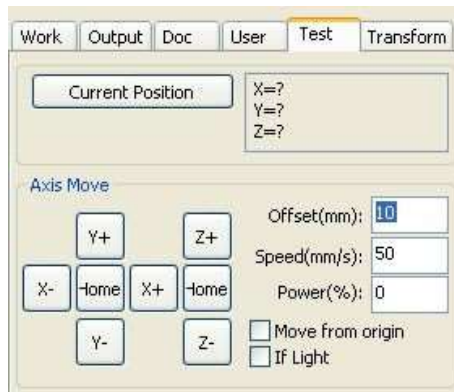 Work Output Doc User Test Transform
Current Position
X=?
Y=?
Z=?
Axis Move
Offset(mm): 10
Y+ Z+
Speed(mm/s): 50
X- Home X+ Home
Power(%): 0
Move from origin
Y- Z-
If Light